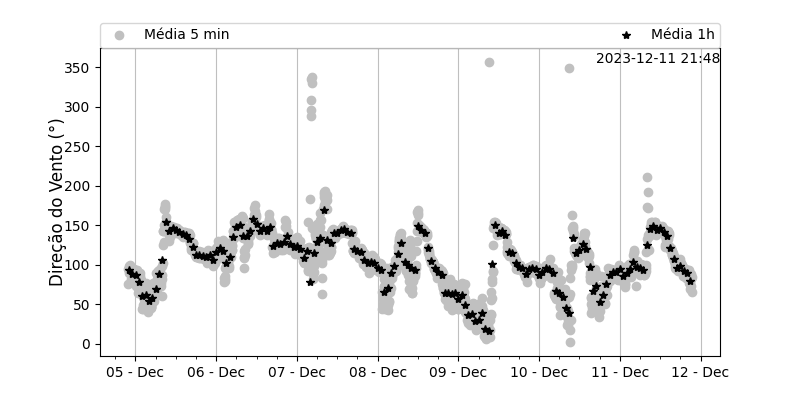 Média 5 min
Média 1h
2023-12-11 21:48
Direção do Vento (°)
350
300
250
200
150
100
50
0
05 - Dec
06 - Dec
07 - Dec
08 - Dec
09 - Dec
10 - Dec
11 - Dec
12 - Dec